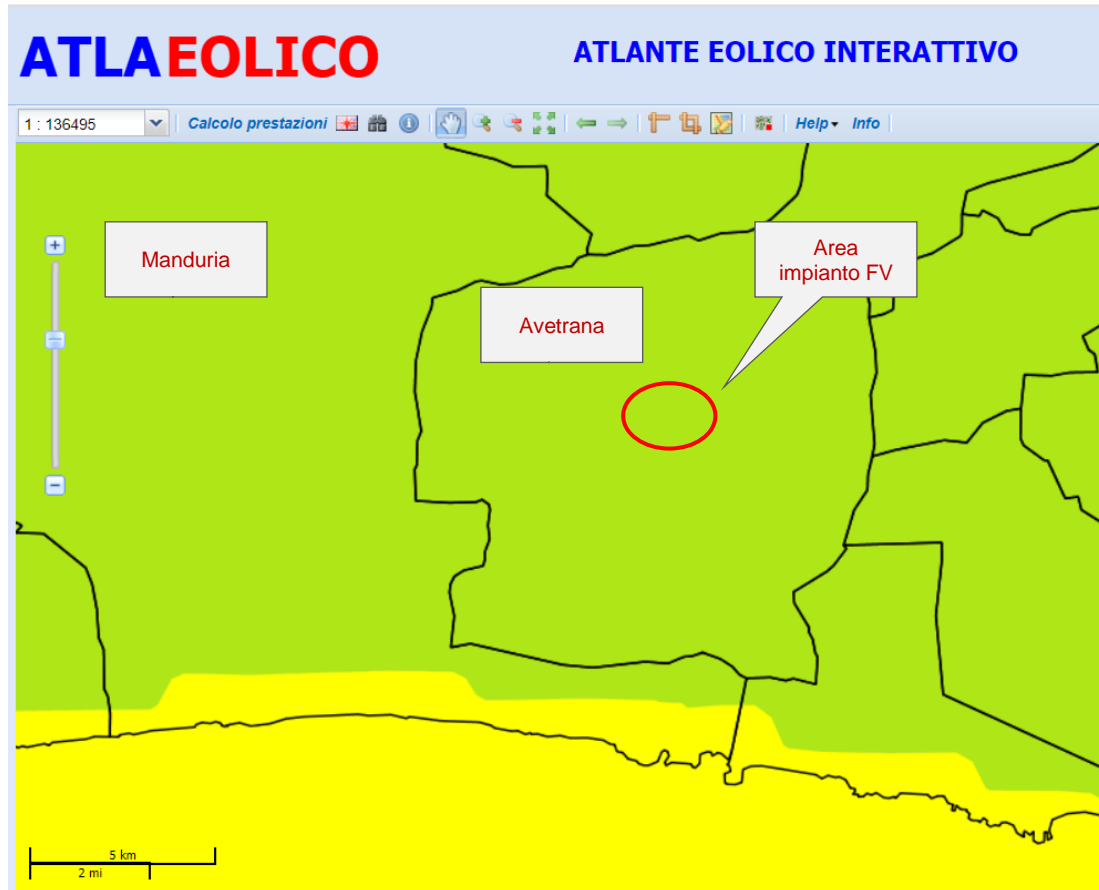 ATLAEOLICO
ATLANTE EOLICO INTERATTIVO
1 : 136495
Calcolo prestazioni
Help
Info
Manduria
Area
impianto FV
Avetrana
5 km
2 mi